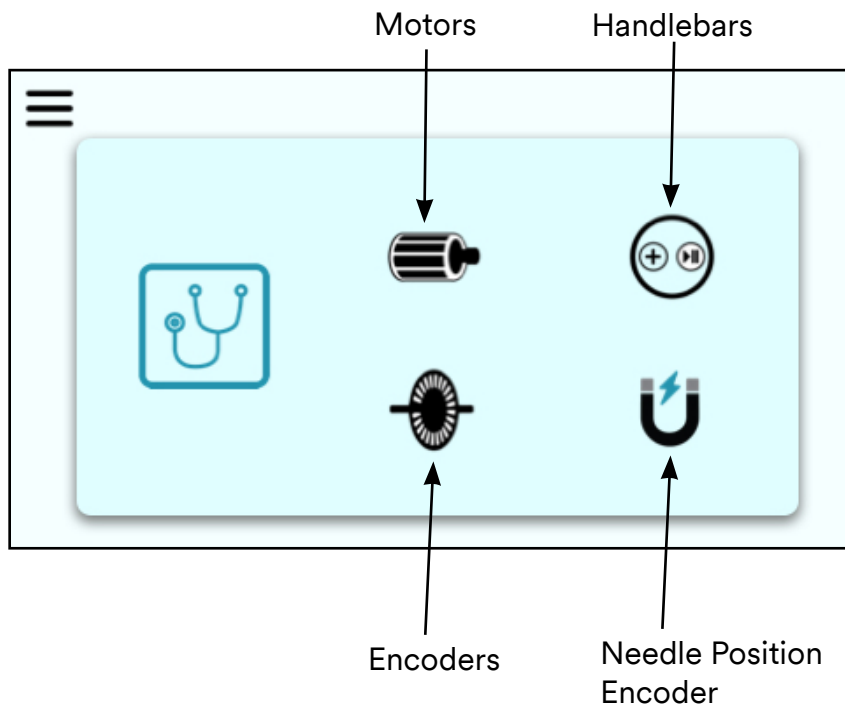 Motors
Handlebars
Encoders
Needle Position
Encoder